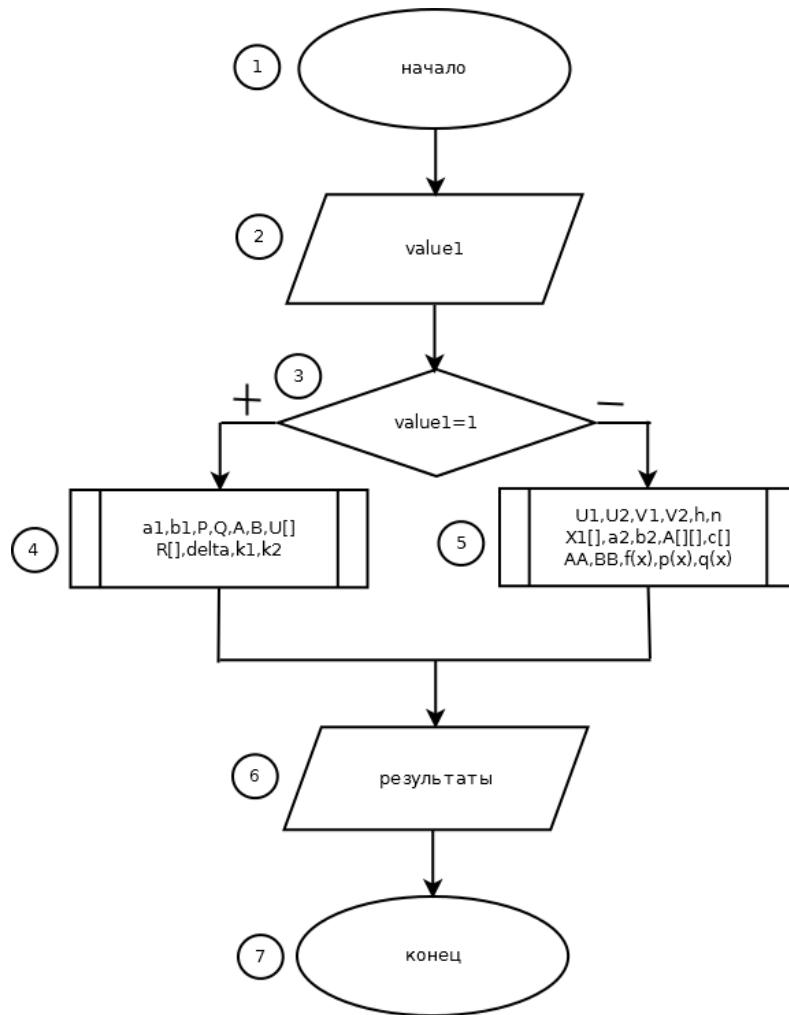 1
начало
2
value1
3
+
−
value1=1
4
a1,b1,P,Q,A,B,U[]
R[],delta,k1,k2
5
U1,U2,V1,V2,h,n
X1[],a2,b2,A[][],c[]
AA,BB,f(x),p(x),q(x)
6
результаты
7
конец